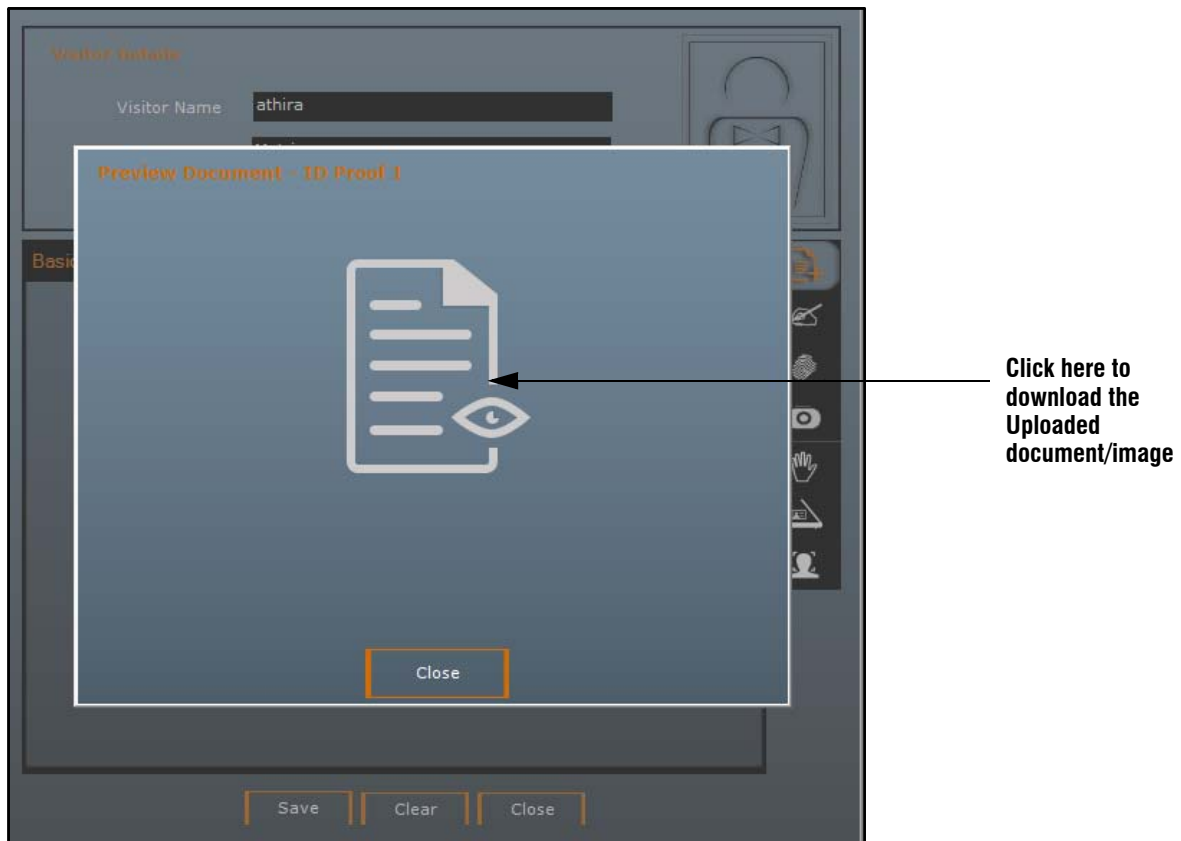 Visitor Details
Visitor Name
athira
Preview Document - ID Proof 1
Basic
Click here to
download the
Uploaded
document/image
Close
Save
Clear
Close